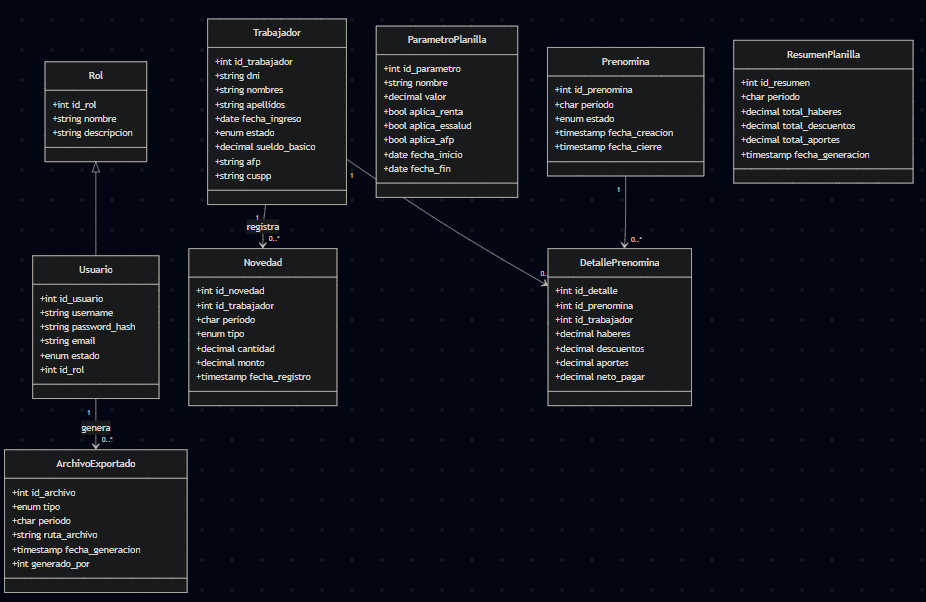 Rol
+int id_rol
+string nombre
+string descripcion
Trabajador
+int id_trabajador
+string dni
+string nombres
+string apellidos
+date fecha_ingreso
+enum estado
+decimal sueldo_basico
+string afp
+string cuspp
ParametroPlanilla
+int id_parametro
+string nombre
+decimal valor
+bool aplica_renta
+bool aplica_essalud
+bool aplica_afp
+date fecha_inicio
+date fecha_fin
Prenomina
+int id_prenomina
+char periodo
+enum estado
+timestamp fecha_creacion
+timestamp fecha_cierre
ResumenPlanilla
+int id_resumen
+char periodo
+decimal total_haberes
+decimal total_descuentos
+decimal total_aportes
+timestamp fecha_generacion
1
registra
0..*
1
0..
1
0..*
Usuario
+int id_usuario
+string username
+string password_hash
+string email
+enum estado
+int id_rol
Novedad
+int id_novedad
+int id_trabajador
+char periodo
+enum tipo
+decimal cantidad
+decimal monto
+timestamp fecha_registro
DetallePrenomina
+int id_detalle
+int id_prenomina
+int id_trabajador
+decimal haberes
+decimal descuentos
+decimal aportes
+decimal neto_pagar
1
genera
0..*
ArchivoExportado
+int id_archivo
+enum tipo
+char periodo
+string ruta_archivo
+timestamp fecha_generacion
+int generado_por